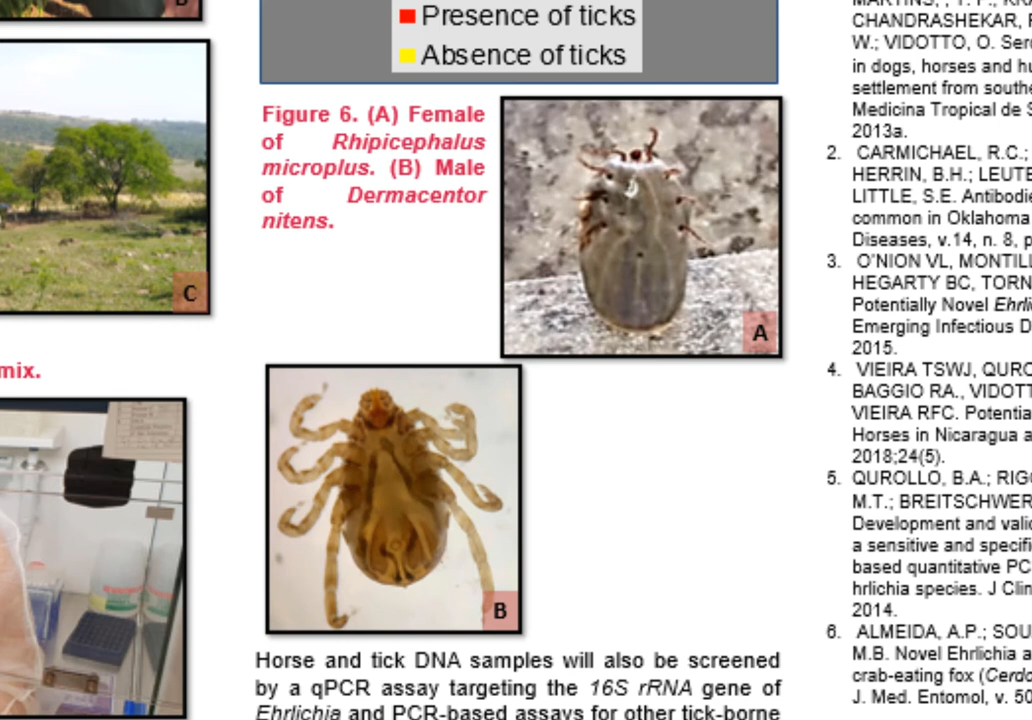 B
Presence of ticks
Absence of ticks
C
mix.
Figure 6. (A) Female
of Rhipicephalus
microplus. (B) Male
of Dermacentor
nitens.
A
B
Horse and tick DNA samples will also be screened
by a qPCR assay targeting the 16S rRNA gene of
Ehrlichia and PCR-based assays for other tick-borne
CHANDRASHEKAR,
W.; VIDOTTO, O.
in dogs, horses and
settlement from
Medicina Tropical de
2013a.
2. CARMICHAEL, R.C.;
HERRIN, B.H.;
LITTLE, S.E.
common in Oklahoma
Diseases, v.14, n. 8,
3. O'NION VL,
HEGARTY BC,
Potentially Novel
Emerging Infectious
2015.
4. VIEIRA TSWJ,
BAGGIO RA.,
VIEIRA RFC.
Horses in Nicaragua
2018;24(5).
5. QUROLLO, B.A.;
M.T.;
Development and
a sensitive and
based quantitative
hrlichia species. J
2014.
6. ALMEIDA, A.P.;
M.B. Novel Ehrlichia
crab-eating fox
J. Med. Entomol, v.